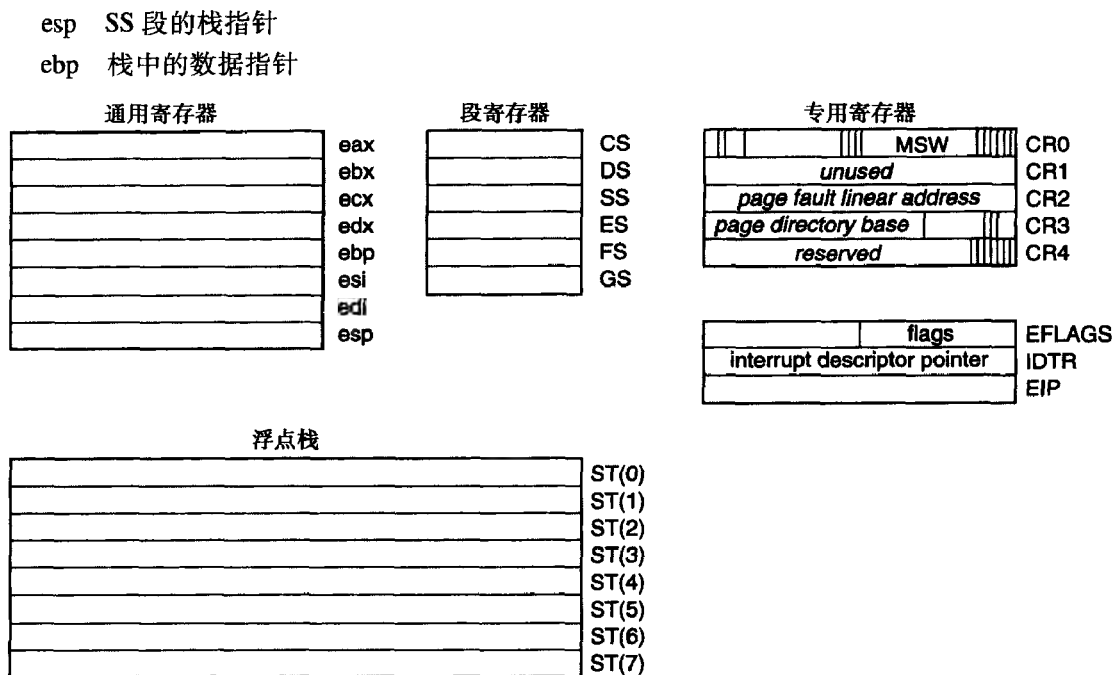 esp SS 段的栈指针
ebp 栈中的数据指针
通用寄存器
eax
ebx
ecx
edx
ebp
esi
edi
esp
段寄存器
CS
DS
SS
ES
FS
GS
专用寄存器
MSW CR0
unused CR1
page fault linear address CR2
page directory base CR3
reserved CR4
flags EFLAGS
interrupt descriptor pointer IDTR
EIP
浮点栈
ST(0)
ST(1)
ST(2)
ST(3)
ST(4)
ST(5)
ST(6)
ST(7)